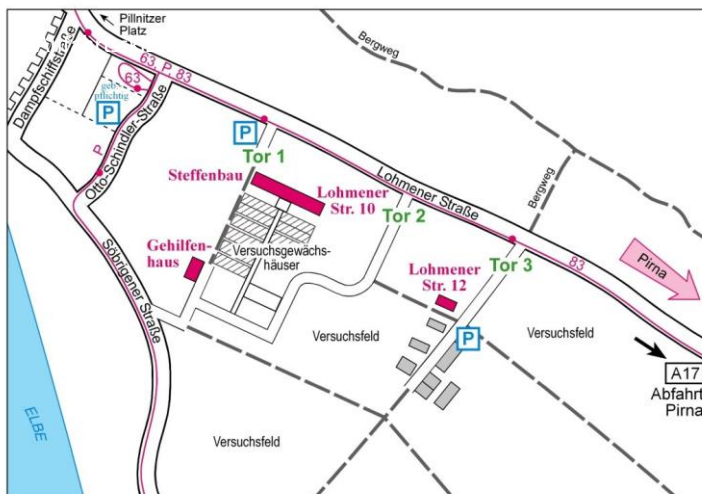 Pillnitzer
Platz
Dampfschiffstraße
63, P, 83
63
geb.-
pflichtig
P
P
Otto-Schindler-Straße
P
Tor 1
Steffenbau
Lohmener
Str. 10
Lohmener Straße
Tor 2
Bergweg
Bergweg
Gehilfen-
haus
Versuchsgewächs-
häuser
Söbrigener Straße
Lohmener
Str. 12
Tor 3
83
Pirna
Versuchsfeld
P
Versuchsfeld
A17
Abfahrt
Pirna
ELBE
Versuchsfeld